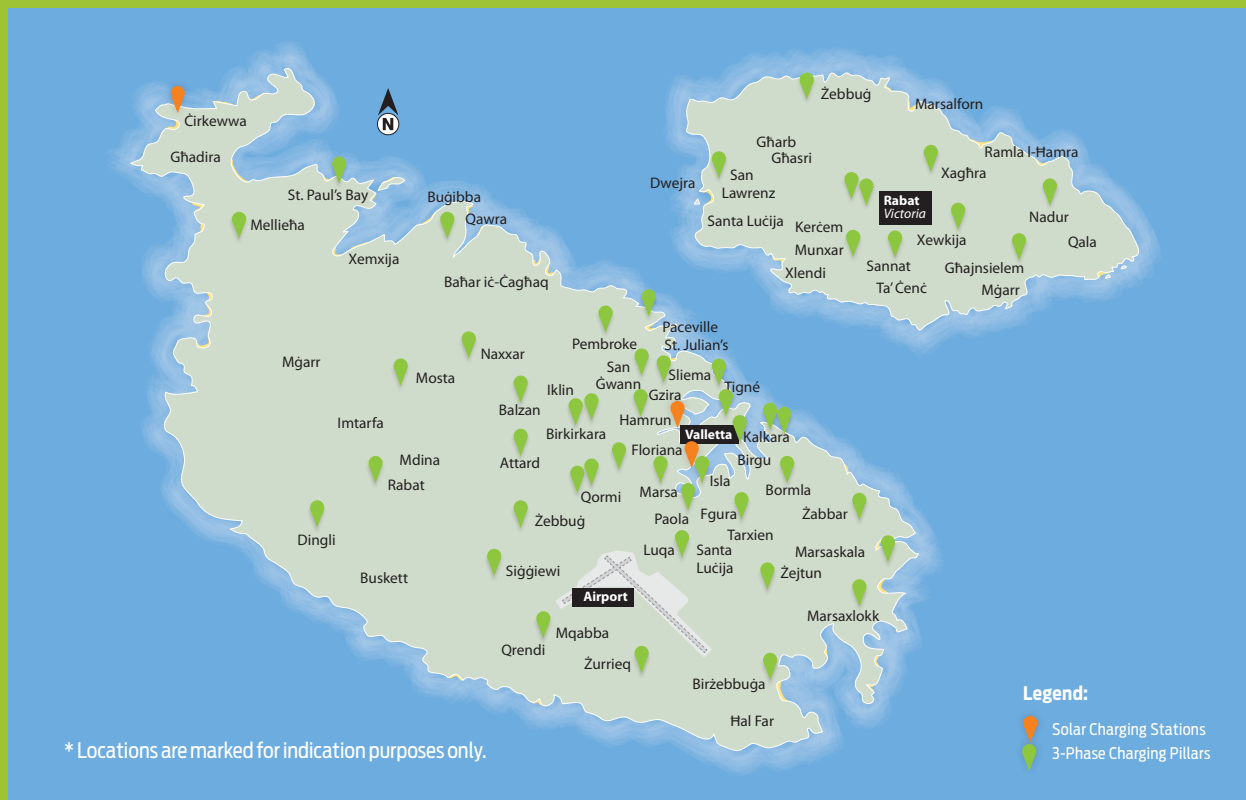 Ċirkewwa
Għadira
N
St. Paul's Bay
Mellieħa
Buġibba
Qawra
Xemxija
Baħar iċ-Ċagħaq
Paceville
St. Julian's
Pembroke
Naxxar
Mġarr
Mosta
San
Ġwann
Sliema
Tigné
Iklin
Gzira
Balzan
Hamrun
Imtarfa
Birkirkara
Valletta
Kalkara
Floriana
Attard
Mdina
Birgu
Rabat
Isla
Qormi
Marsa
Bormla
Żebbuġ
Paola
Fgura
Żabbar
Tarxien
Dingli
Luqa
Santa
Luċija
Marsaskala
Siġġiewi
Żejtun
Buskett
Airport
Marsaxlokk
Mqabba
Qrendi
Żurrieq
Birżebbuġa
Ħal Far
Żebbuġ
Marsalforn
Għarb
Għasri
Ramla l-Ħamra
Xagħra
Dwejra
San
Lawrenz
Rabat
Victoria
Nadur
Santa Luċija
Kerċem
Xewkija
Qala
Munxar
Sannat
Għajnsielem
Xlendi
Ta' Ċenċ
Mġarr
Legend:
Solar Charging Stations
3-Phase Charging Pillars
* Locations are marked for indication purposes only.